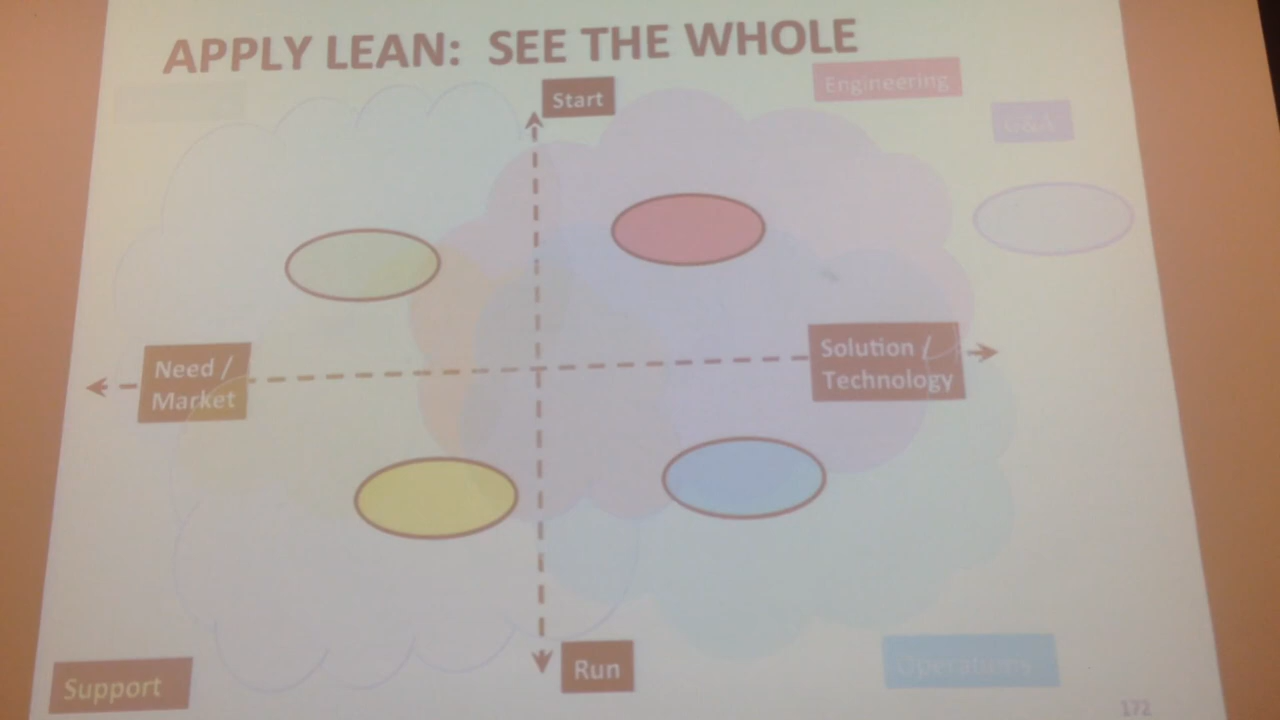 APPLY LEAN: SEE THE WHOLE
Start
Engineering
Need /
Market
Solution /
Technology
Support
Run
Operations
172